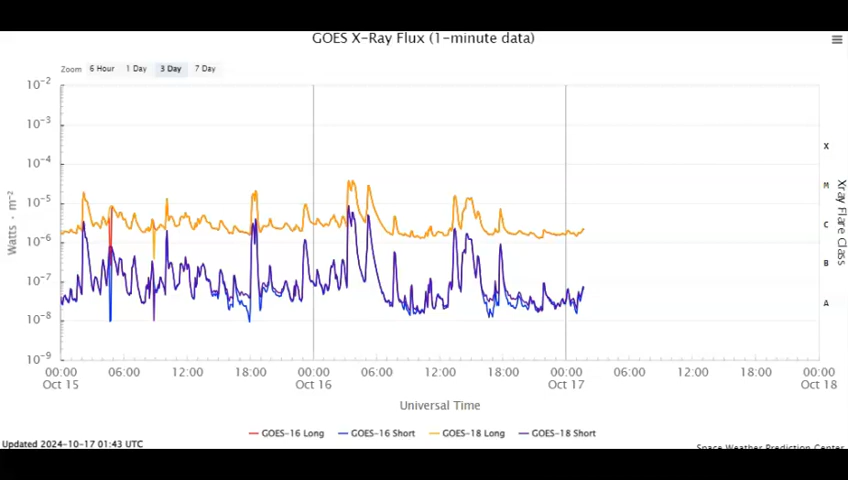 GOES X-Ray Flux (1-minute data)
Zoom 6 Hour 1 Day 3 Day 7 Day
10⁻²
10⁻³
10⁻⁴
10⁻⁵
10⁻⁶
10⁻⁷
10⁻⁸
10⁻⁹
Watts · m⁻²
X
M
C
B
A
Xray Flare Class
00:00 06:00 12:00 18:00 00:00 06:00 12:00 18:00 00:00 06:00 12:00 18:00 00:00
Oct 15 Oct 16 Oct 17 Oct 18
Universal Time
GOES-16 Long GOES-16 Short GOES-18 Long GOES-18 Short
Updated 2024-10-17 01:43 UTC
Space Weather Prediction Center